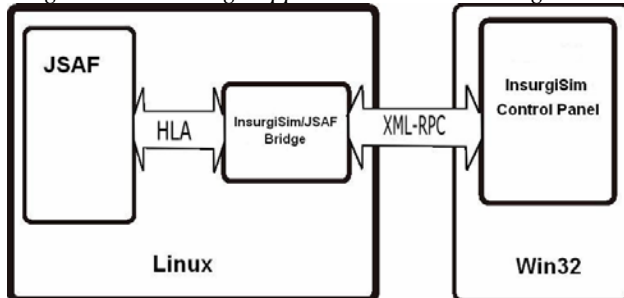 JSAF
HLA
InsurgiSim/JSAF
Bridge
XML-RPC
InsurgiSim
Control Panel
Linux
Win32